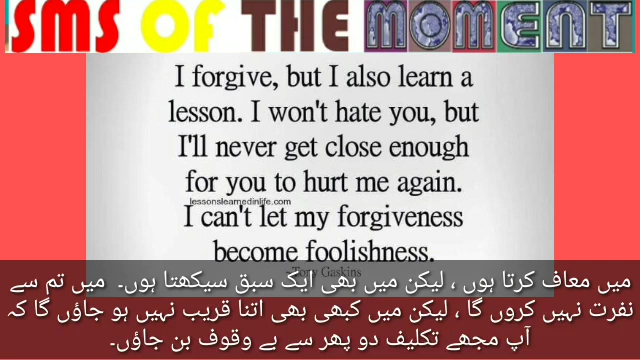 SMS OF THE MOMENT
I forgive, but I also learn a
lesson. I won't hate you, but
I'll never get close enough
for you to hurt me again.
lessonslearnedinlife.com
I can't let my forgiveness
become foolishness.
~Tony Gaskins
میں معاف کرتا ہوں ، لیکن میں بھی ایک سبق سیکھتا ہوں۔ میں تم سے
نفرت نہیں کروں گا ، لیکن میں کبھی بھی اتنا قریب نہیں ہو جاؤں گا کہ
آپ مجھے تکلیف دو پھر سے بے وقوف بن جاؤں۔